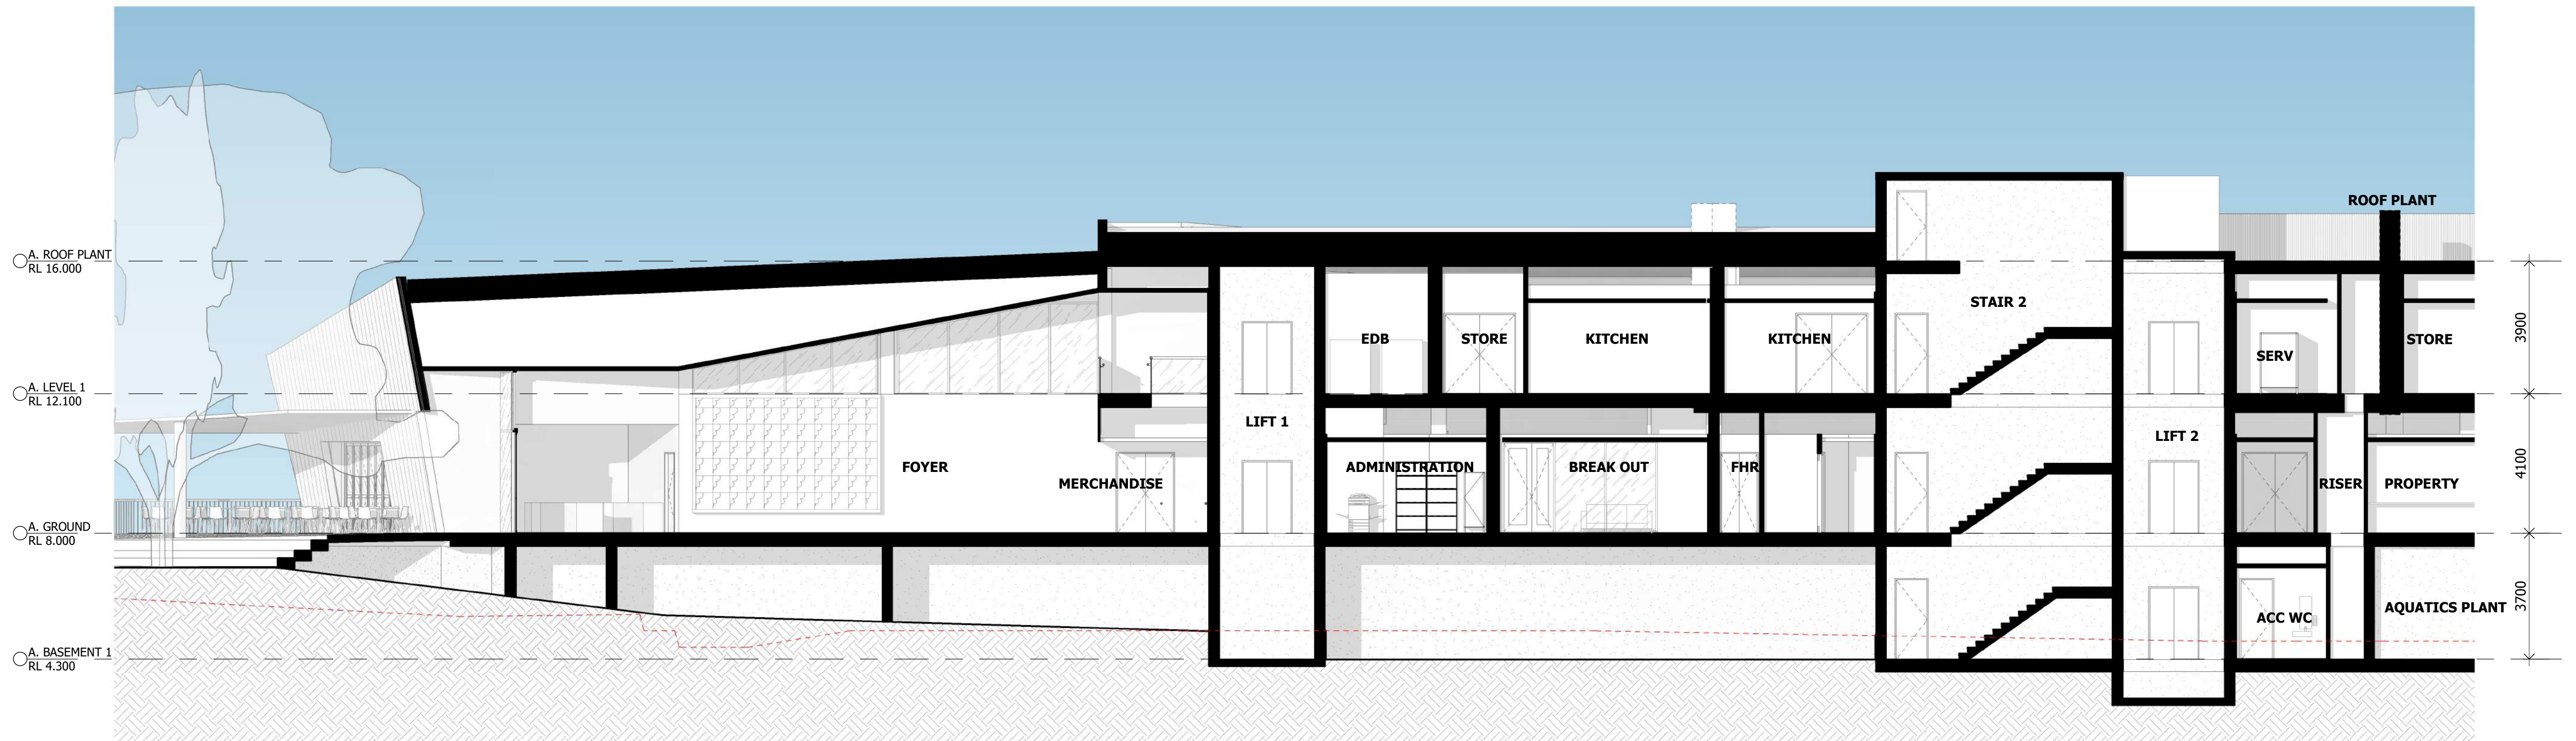 ROOF PLANT
A. ROOF PLANT
RL 16.000
STAIR 2
3900
EDB
STORE
KITCHEN
KITCHEN
STORE
SERV
A. LEVEL 1
RL 12.100
LIFT 1
LIFT 2
4100
FOYER
ADMINISTRATION
BREAK OUT
FHR
MERCHANDISE
RISER
PROPERTY
A. GROUND
RL 8.000
3700
AQUATICS PLANT
ACC WC
A. BASEMENT 1
RL 4.300